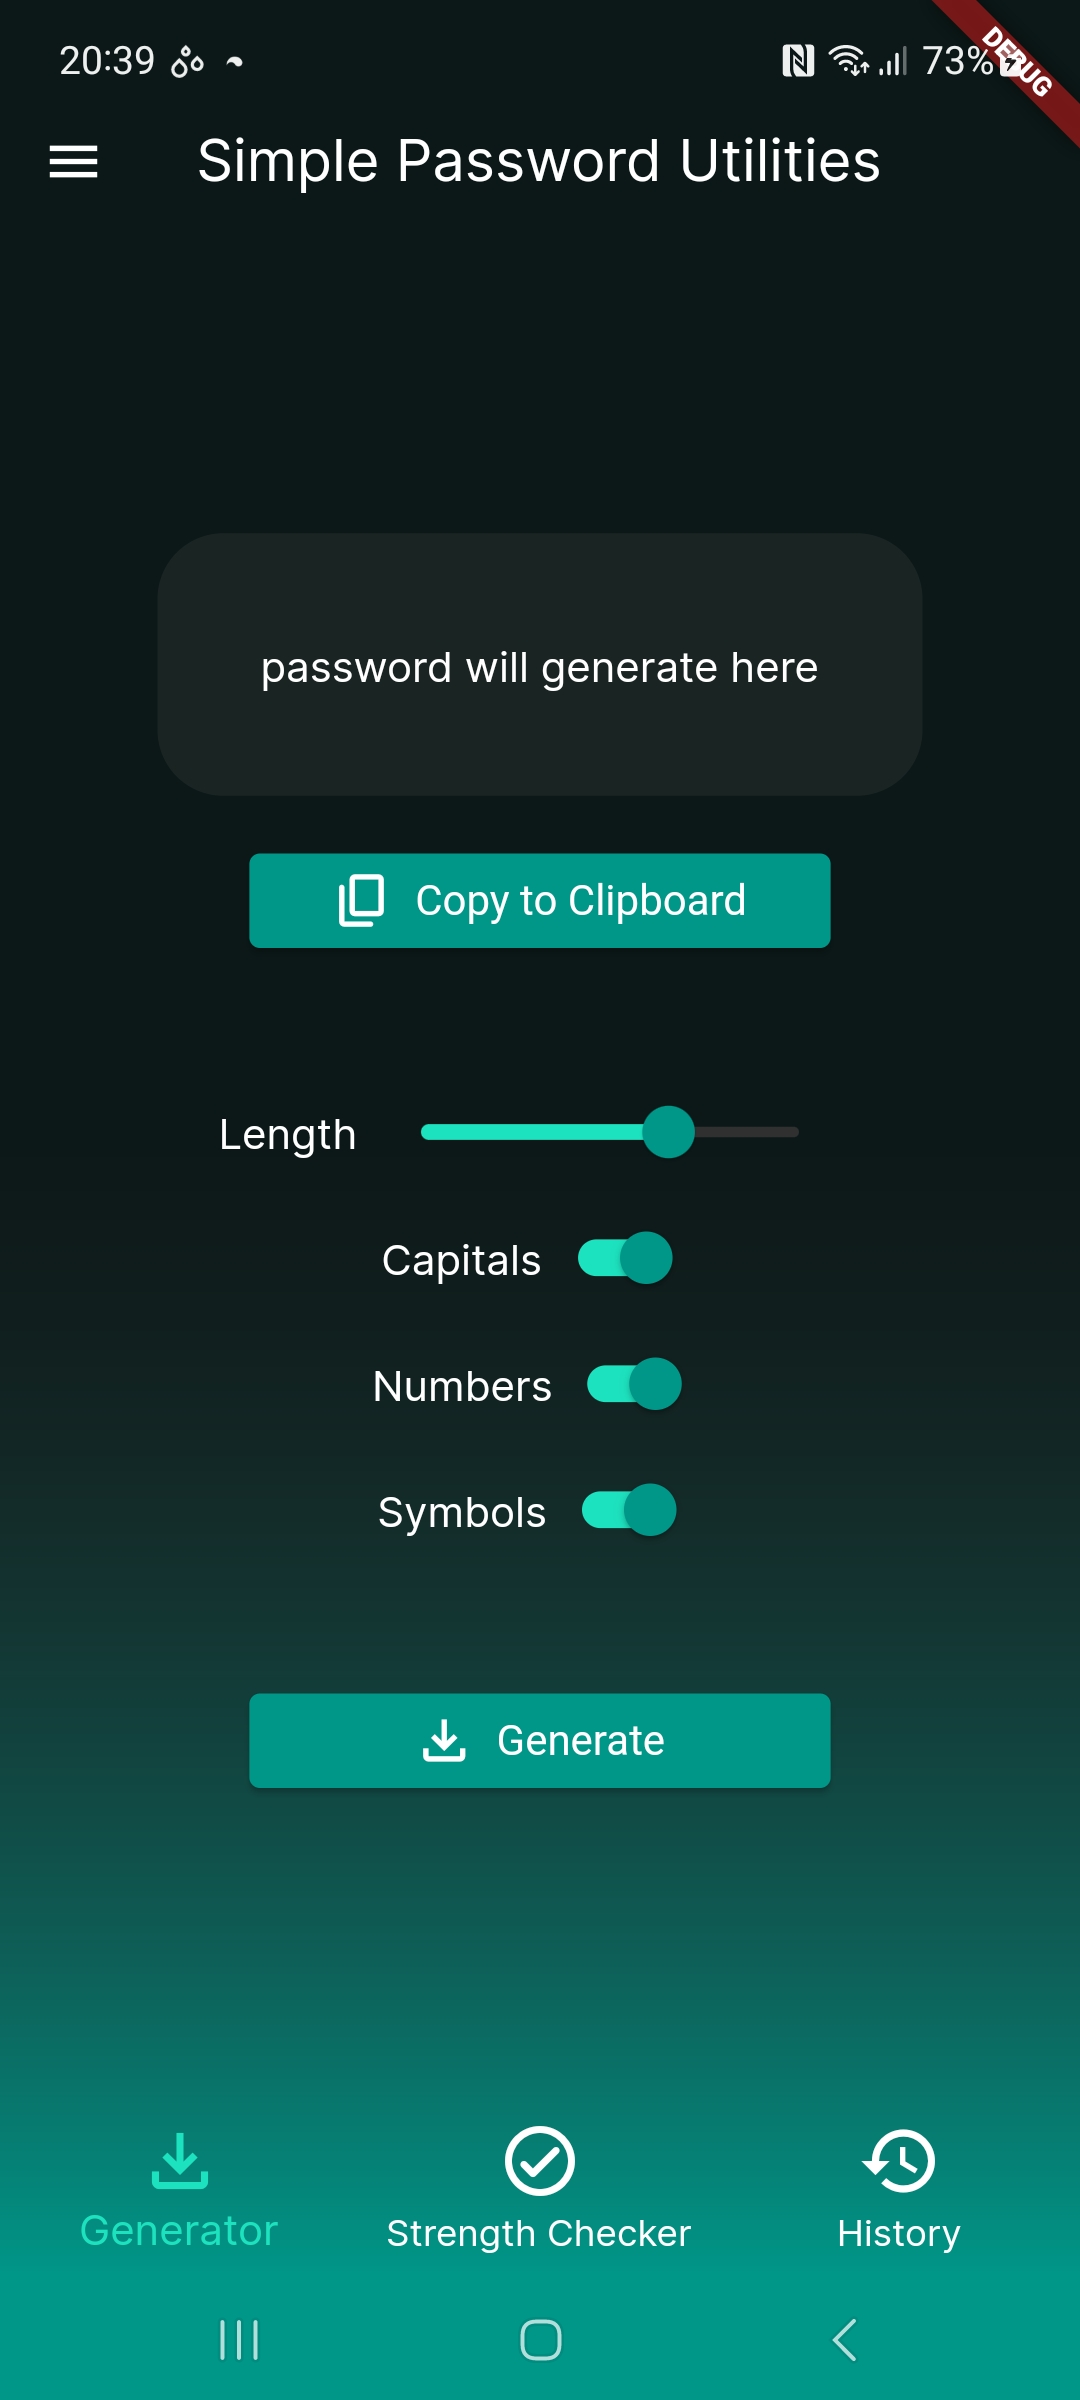 20:39
73%
DEBUG
Simple Password Utilities
password will generate here
Copy to Clipboard
Length
Capitals
Numbers
Symbols
Generate
Generator
Strength Checker
History